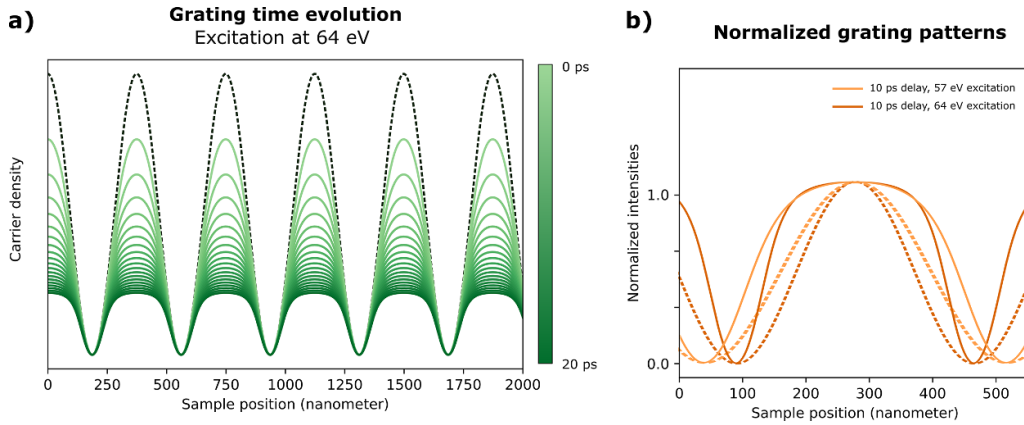 a)
Grating time evolution
Excitation at 64 eV
Carrier density
0
250
500
750
1000
1250
1500
1750
2000
Sample position (nanometer)
0 ps
20 ps
b)
Normalized grating patterns
10 ps delay, 57 eV excitation
10 ps delay, 64 eV excitation
Normalized intensities
1.0
0.0
0
100
200
300
400
500
Sample position (nanometer)